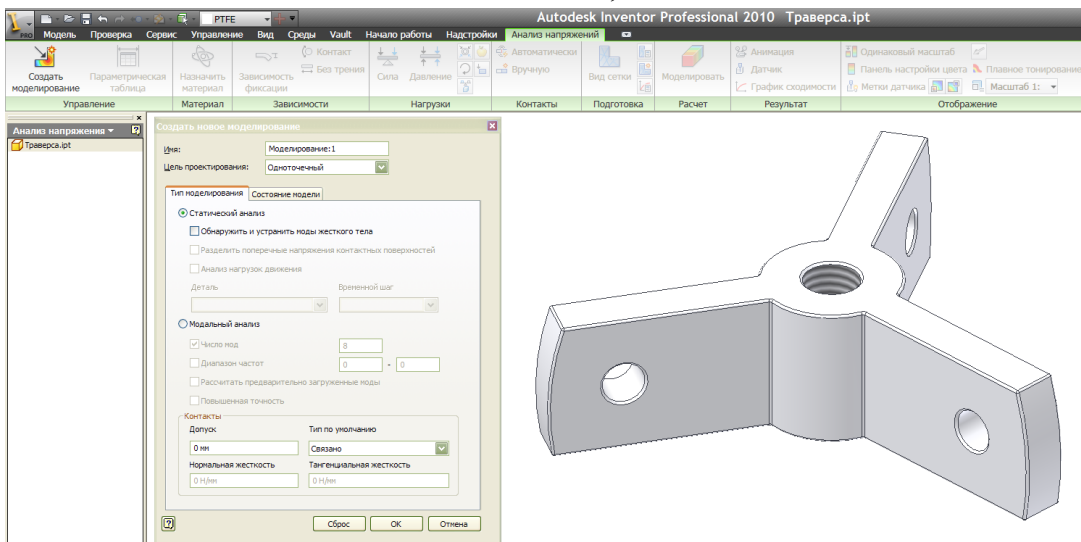 Autodesk Inventor Professional 2010 Траверса.ipt
PTFE
PRO Модель Проверка Сервис Управление Вид Среды Vault Начало работы Надстройки Анализ напряжений
Создать моделирование
Параметрическая таблица
Назначить материал
Зависимость фиксации
Контакт
Без трения
Сила
Давление
Автоматически
Вручную
Вид сетки
Моделировать
Анимация
Датчик
График сходимости
Одинаковый масштаб
Панель настройки цвета
Плавное тонирование
Метки датчика
Масштаб 1:
Управление Материал Зависимости Нагрузки Контакты Подготовка Расчет Результат Отображение
Анализ напряжения
Траверса.ipt
Создать новое моделирование
Имя: Моделирование:1
Цель проектирования: Одноточечный
Тип моделирования Состояние модели
Статический анализ
Обнаружить и устранить моды жесткого тела
Разделить поперечные напряжения контактных поверхностей
Анализ нагрузок движения
Деталь Временной шаг
Модальный анализ
Число мод 8
Диапазон частот 0 - 0
Рассчитать предварительно загруженные моды
Повышенная точность
Контакты
Допуск Тип по умолчанию
0 мм Связано
Нормальная жесткость Тангенциальная жесткость
0 Н/мм 0 Н/мм
Сброс ОК Отмена